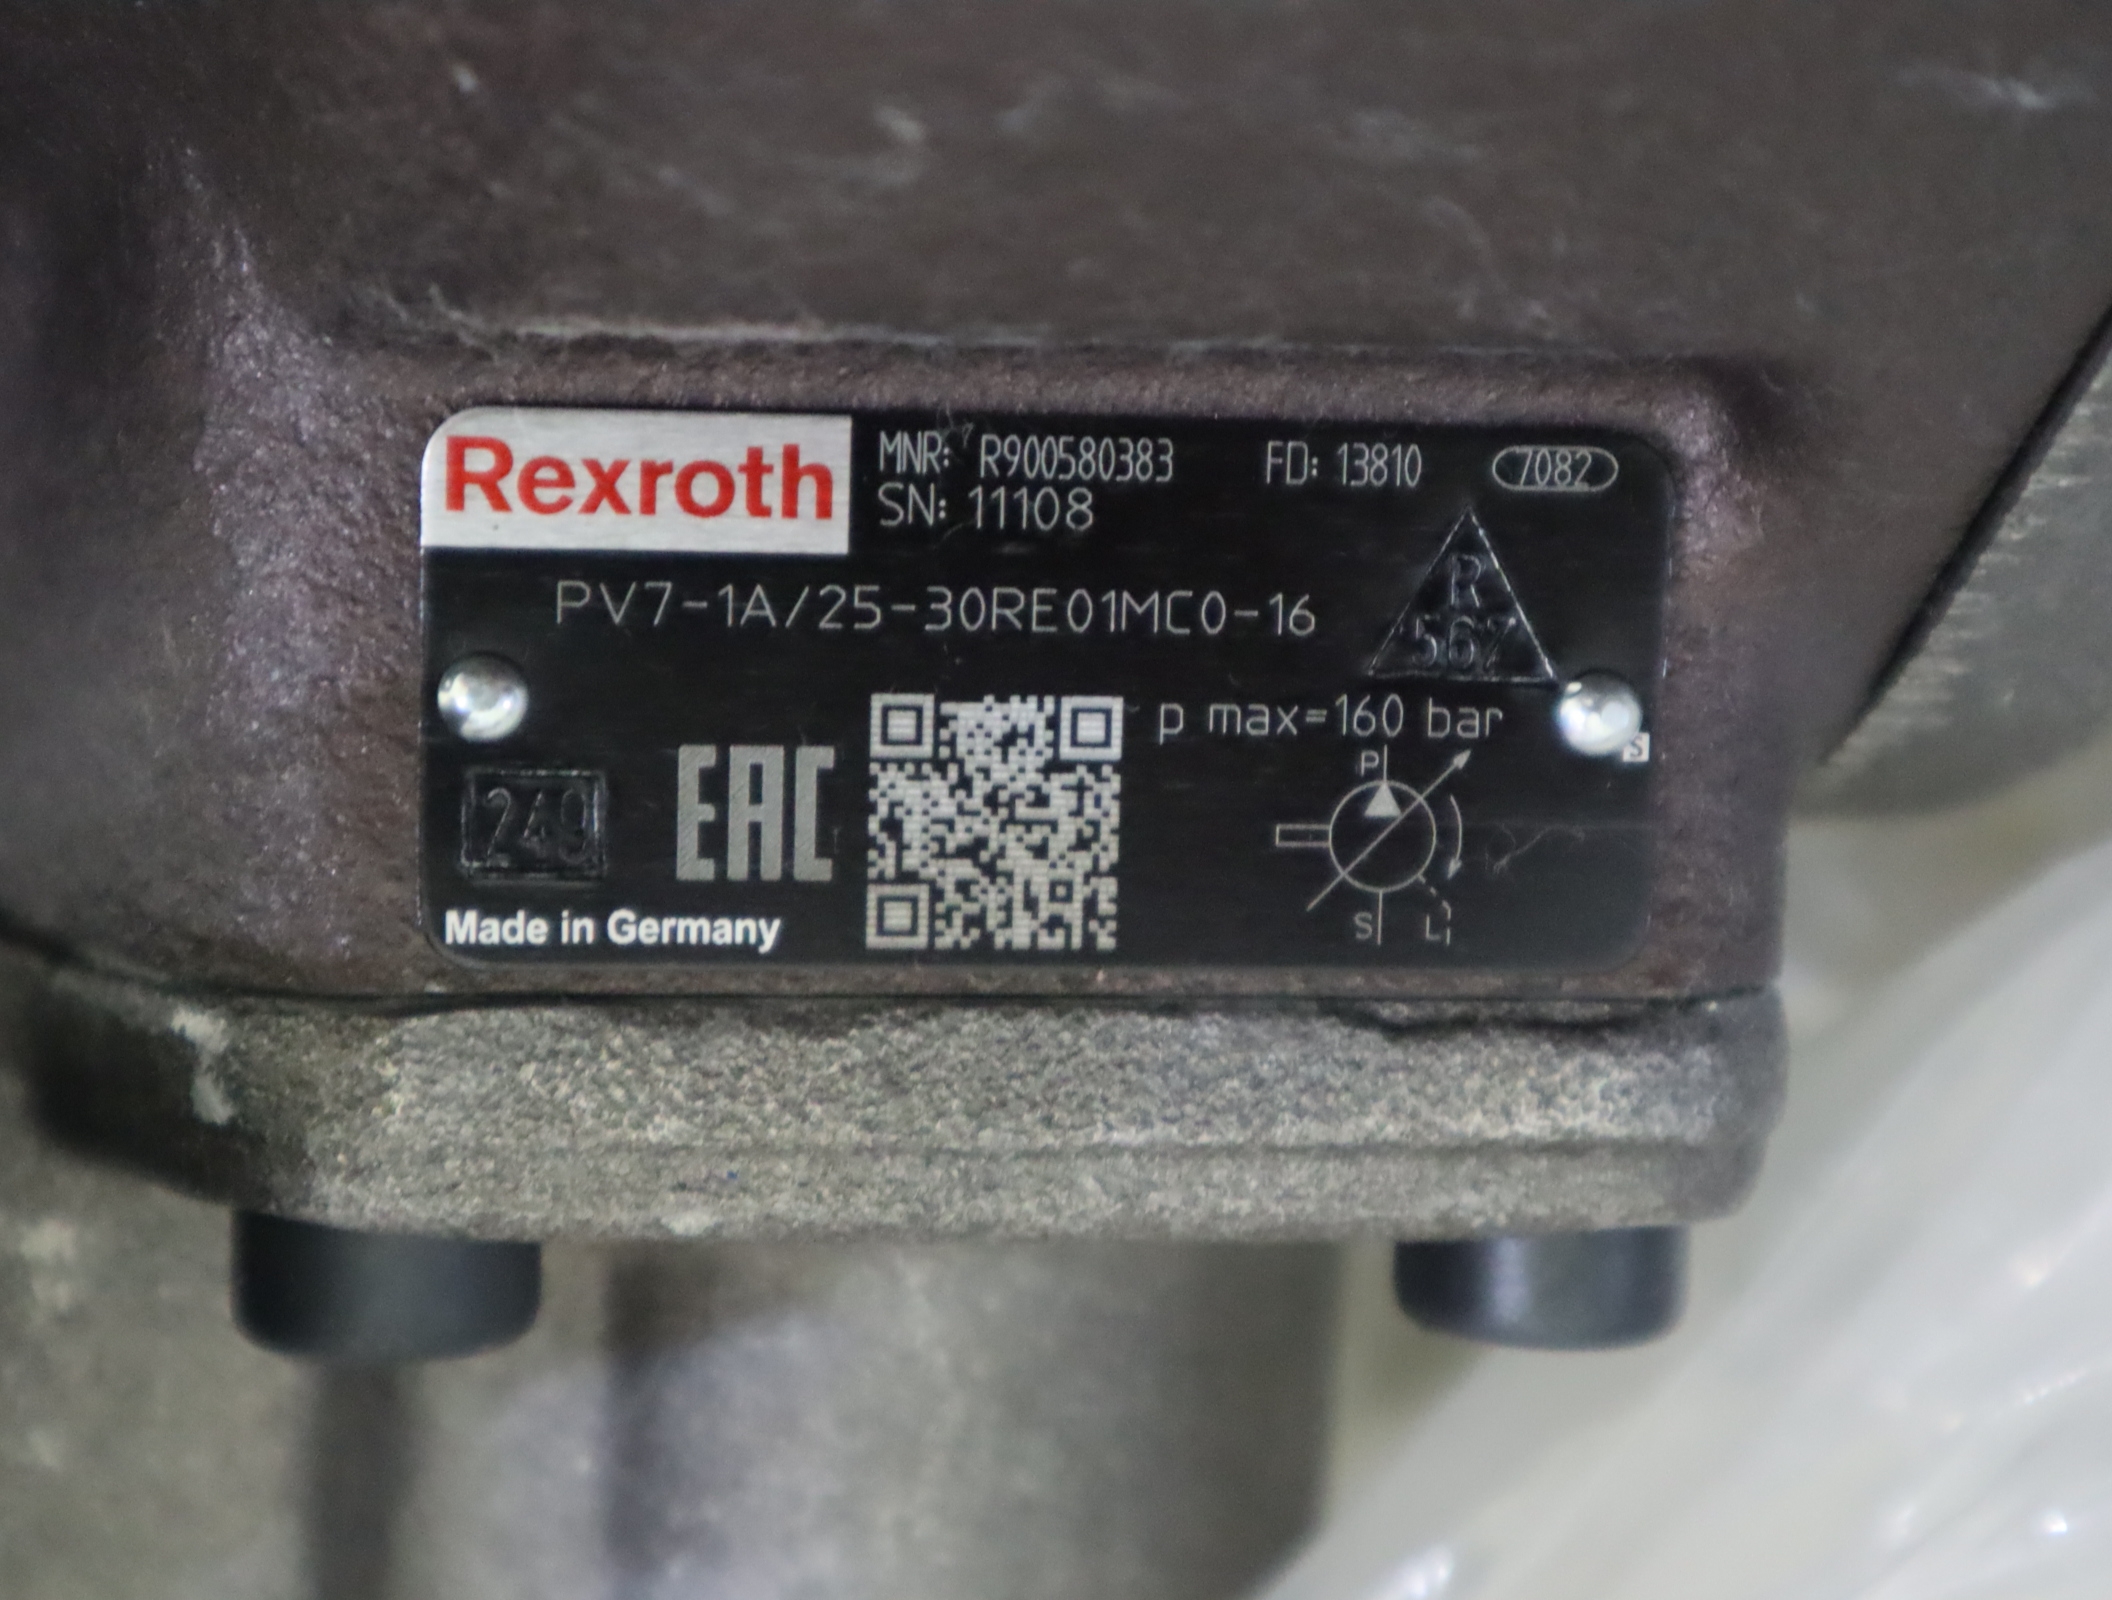 Rexroth
MNR: R900580383 FD: 13810 7082
SN: 11108
PV7-1A/25-30RE01MC0-16
R
567
p max=160 bar
S
249
EAC
P
S L
Made in Germany